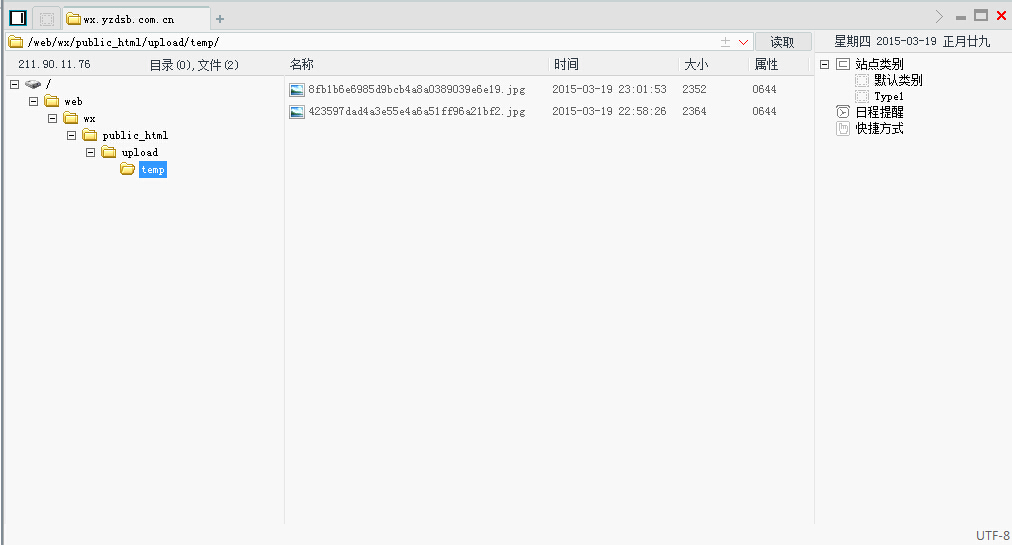 wx.yzdsb.com.cn
/web/wx/public_html/upload/temp/
读取
星期四 2015-03-19 正月廿九
211.90.11.76
目录(0),文件(2)
名称
时间
大小
属性
/
web
wx
public_html
upload
temp
8fb1b6e6985d9bcb4a8a0389039e6e19.jpg 2015-03-19 23:01:53 2352 0644
423597dad4a3e55e4a6a51ff96a21bf2.jpg 2015-03-19 22:58:26 2364 0644
站点类别
默认类别
Type1
日程提醒
快捷方式
UTF-8